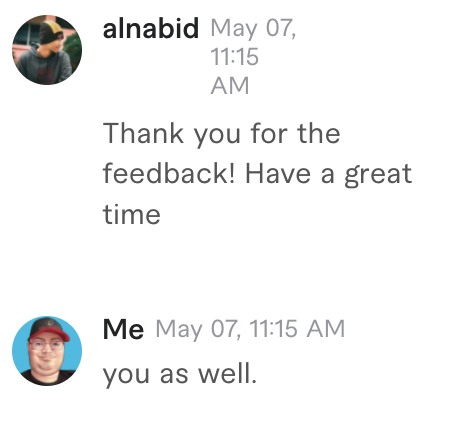 alnabid May 07,
11:15
AM
Thank you for the
feedback! Have a great
time
Me May 07, 11:15 AM
you as well.